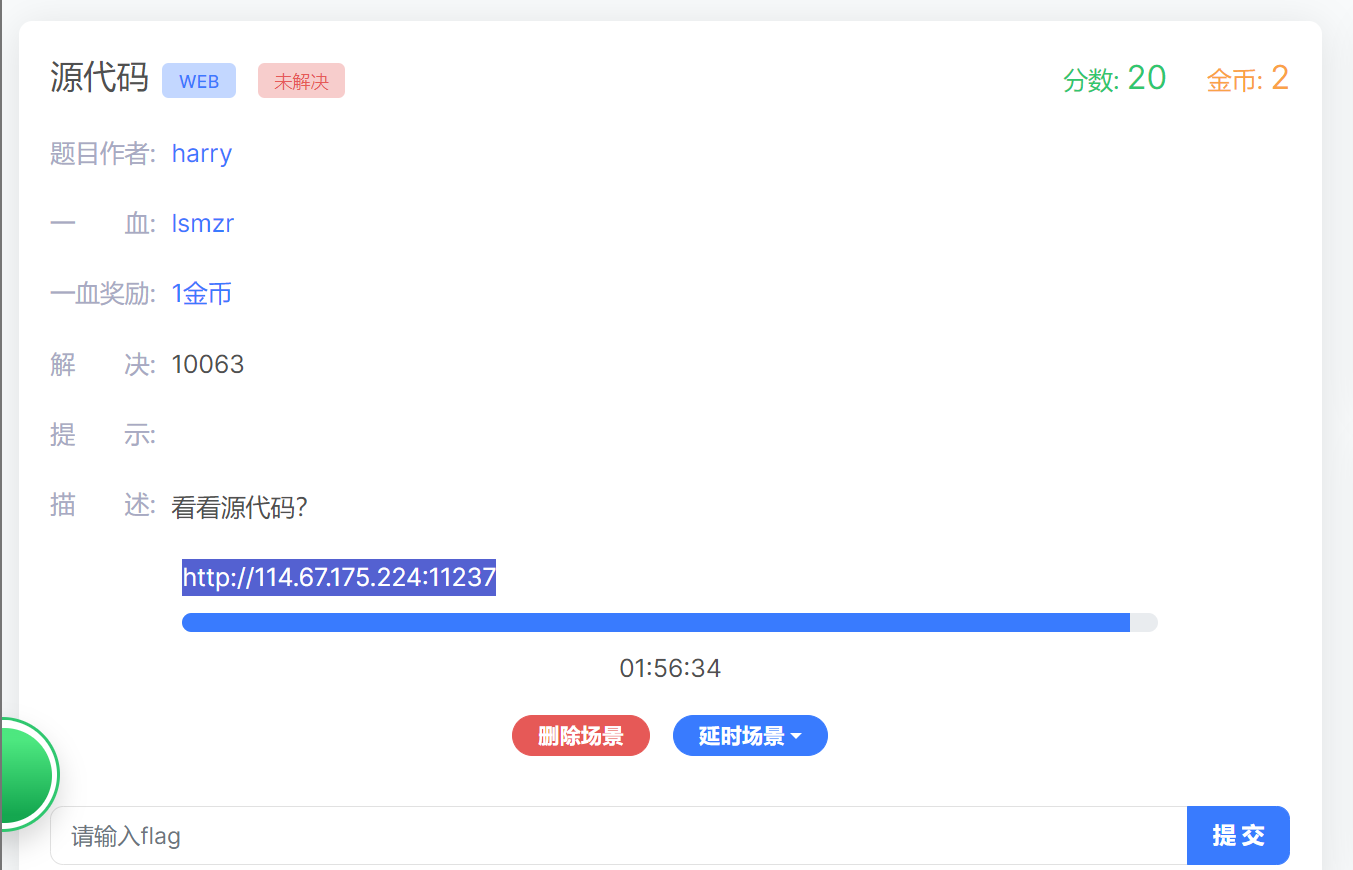 源代码 WEB 未解决 分数: 20 金币: 2
题目作者: harry
一 血: lsmzr
一血奖励: 1金币
解 决: 10063
提 示:
描 述: 看看源代码?
http://114.67.175.224:11237
01:56:34
删除场景 延时场景
请输入flag 提 交